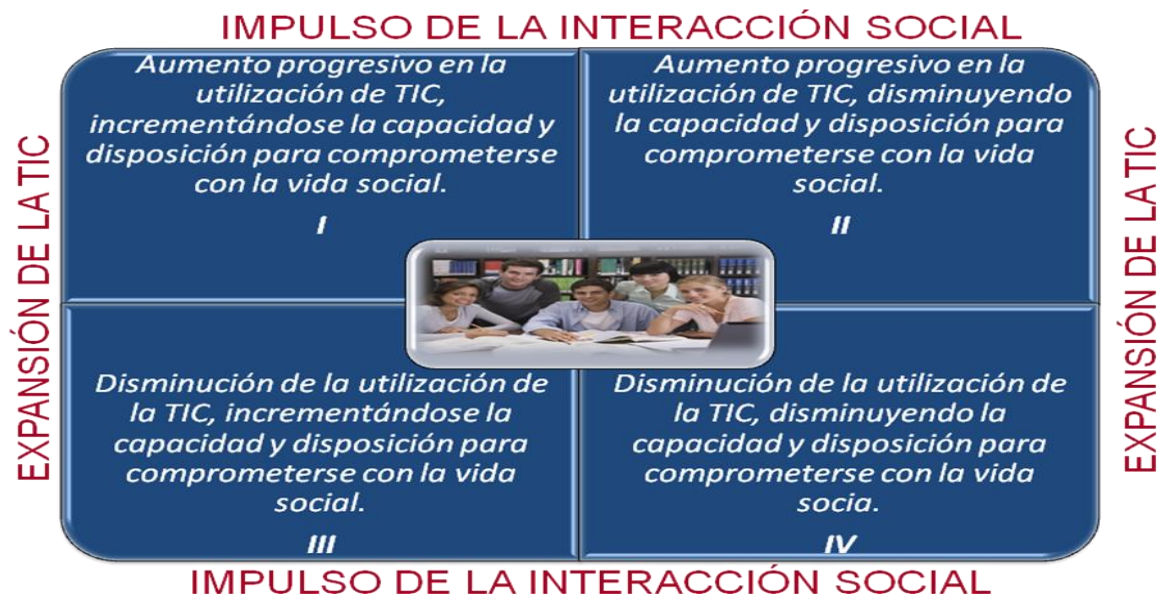 IMPULSO DE LA INTERACCIÓN SOCIAL
EXPANSIÓN DE LA TIC
Aumento progresivo en la
utilización de TIC,
incrementándose la capacidad y
disposición para comprometerse
con la vida social.
I
Aumento progresivo en la
utilización de TIC, disminuyendo
la capacidad y disposición para
comprometerse con la vida
social.
II
Disminución de la utilización de
la TIC, incrementándose la
capacidad y disposición para
comprometerse con la vida
social.
III
Disminución de la utilización de
la TIC, disminuyendo la
capacidad y disposición para
comprometerse con la vida
socia.
IV
EXPANSIÓN DE LA TIC
IMPULSO DE LA INTERACCIÓN SOCIAL